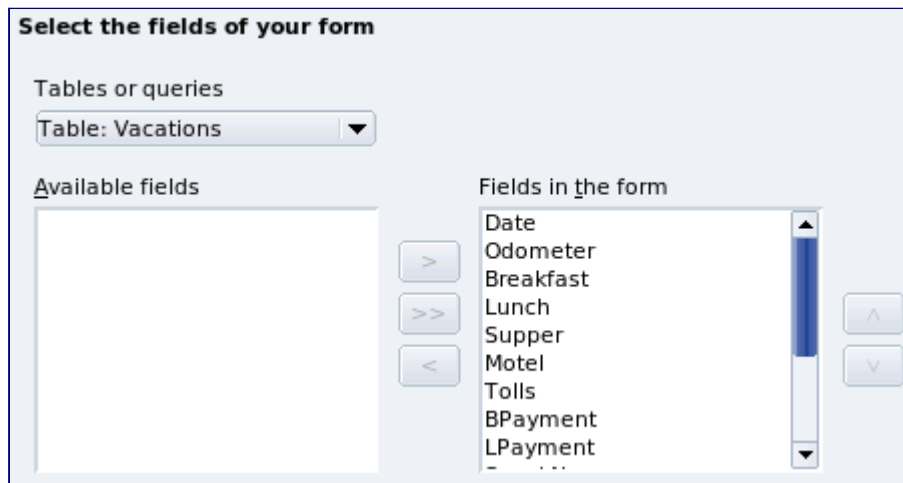 Select the fields of your form
Tables or queries
Table: Vacations
Available fields
Fields in the form
Date
Odometer
Breakfast
Lunch
Supper
Motel
Tolls
BPayment
LPayment
>
>>
<
^
v